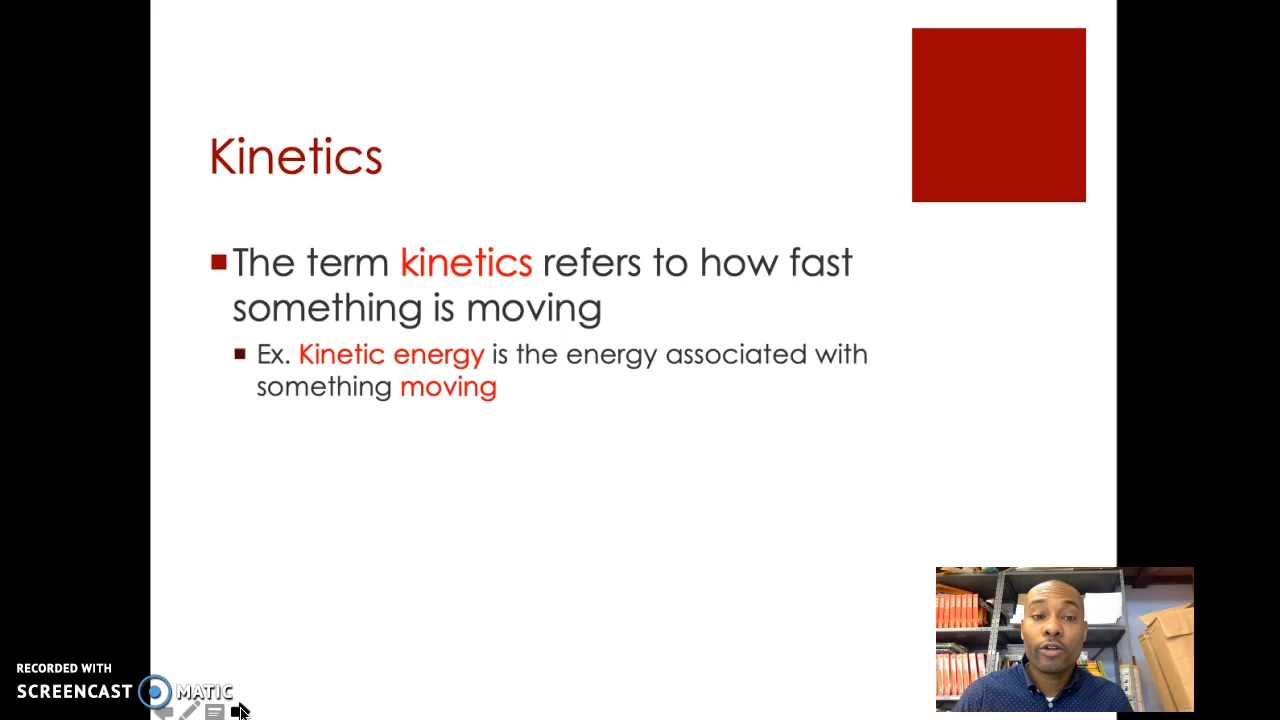 Kinetics
The term kinetics refers to how fast
something is moving
Ex. Kinetic energy is the energy associated with
something moving
RECORDED WITH
SCREENCAST MATIC